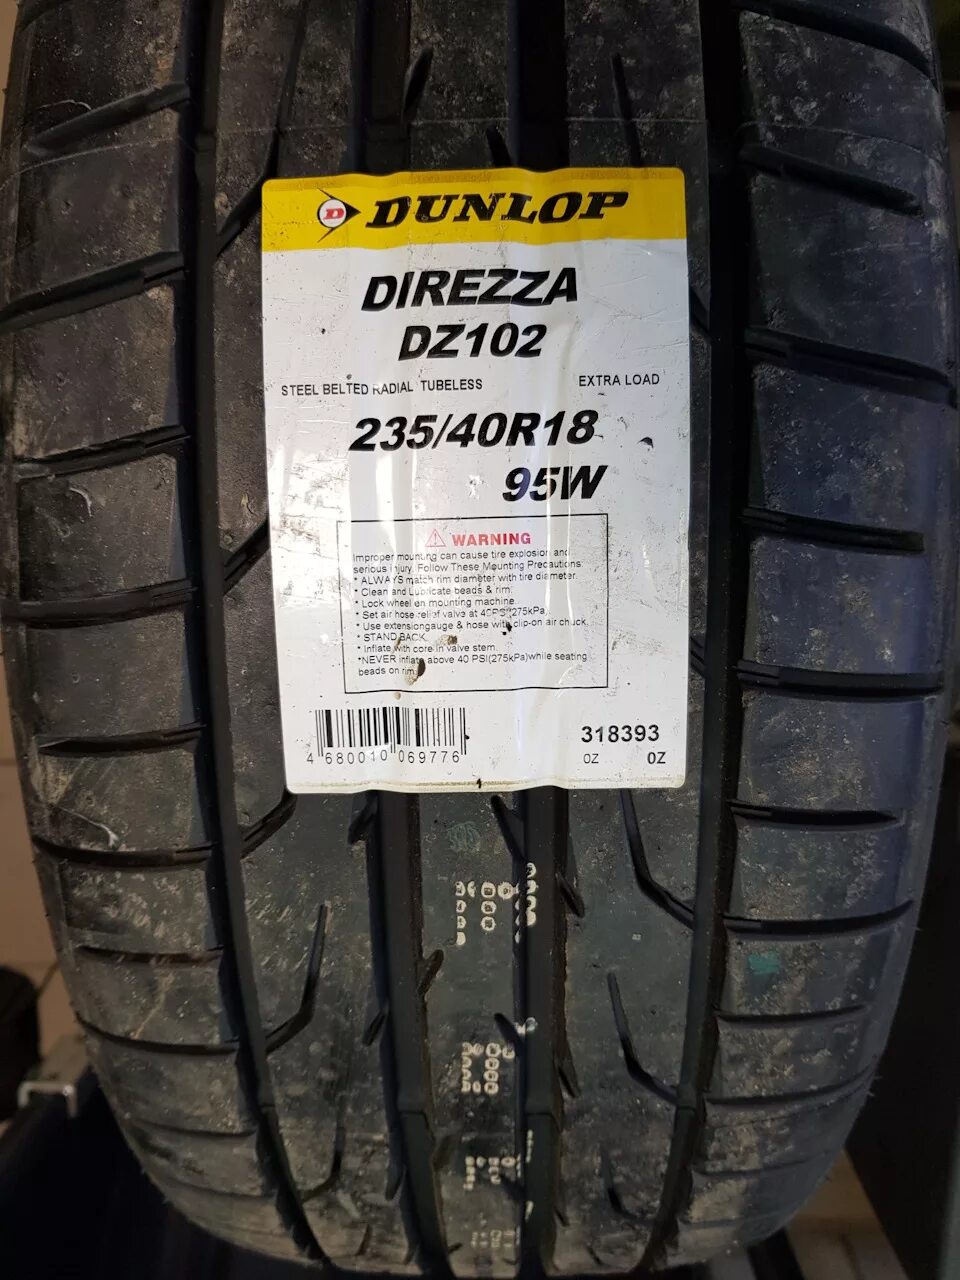 DUNLOP
DIREZZA
DZ102
STEEL BELTED RADIAL TUBELESS EXTRA LOAD
235/40R18
95W
WARNING
Improper mounting can cause tire explosion and
serious injury. Follow These Mounting Precautions:
* ALWAYS match rim diameter with tire diameter.
* Clean and Lubricate beads & rim.
* Lock wheel on mounting machine.
* Set air hose relief valve at 40PSI(275kPa).
* Use extensiongauge & hose with clip-on air chuck.
* STAND BACK.
* Inflate with core in valve stem.
*NEVER inflate above 40 PSI(275kPa)while seating
beads on rim.
318393
4 680010 069776 OZ OZ